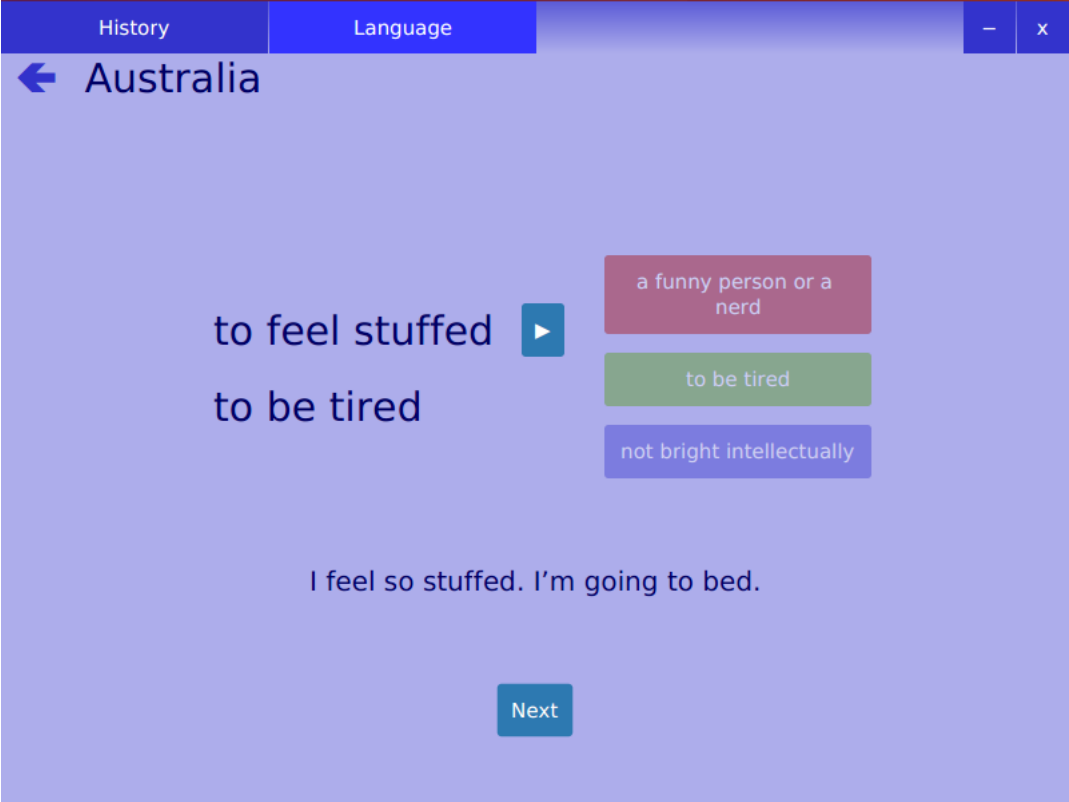 History
Language
– x
Australia
to feel stuffed
to be tired
a funny person or a
nerd
to be tired
not bright intellectually
I feel so stuffed. I’m going to bed.
Next